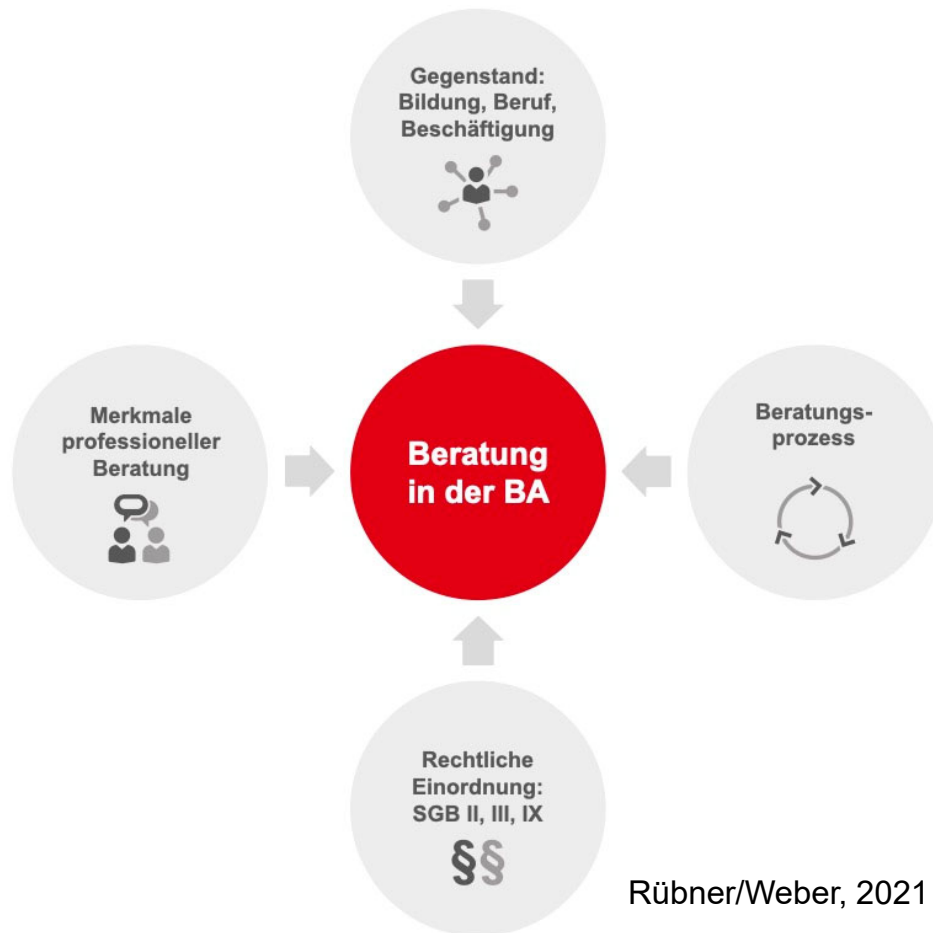 Gegenstand:
Bildung, Beruf,
Beschäftigung
Merkmale
professioneller
Beratung
Beratung
in der BA
Beratungs-
prozess
Rechtliche
Einordnung:
SGB II, III, IX
§§
Rübner/Weber, 2021